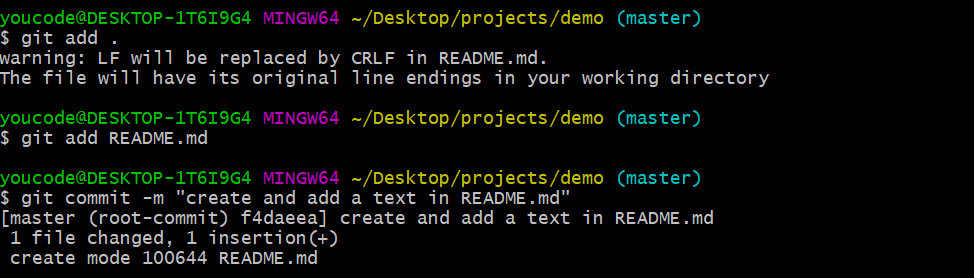 youcode@DESKTOP-1T6I9G4 MINGW64 ~/Desktop/projects/demo (master)
$ git add .
warning: LF will be replaced by CRLF in README.md.
The file will have its original line endings in your working directory
youcode@DESKTOP-1T6I9G4 MINGW64 ~/Desktop/projects/demo (master)
$ git add README.md
youcode@DESKTOP-1T6I9G4 MINGW64 ~/Desktop/projects/demo (master)
$ git commit -m "create and add a text in README.md"
[master (root-commit) f4daeea] create and add a text in README.md
 1 file changed, 1 insertion(+)
 create mode 100644 README.md